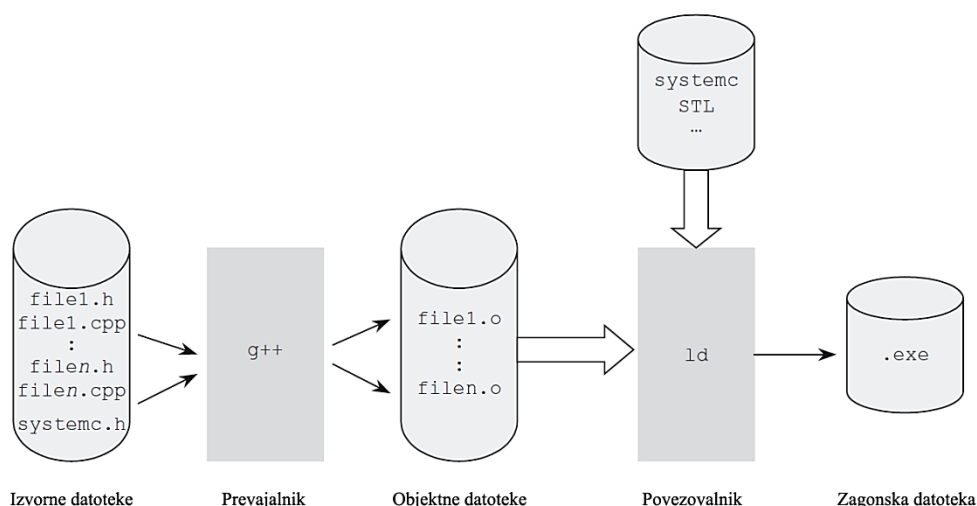 systemc
STL
...
file1.h
file1.cpp
:
filen.h
filen.cpp
systemc.h
g++
file1.o
:
:
filen.o
ld
.exe
Izvorne datoteke
Prevajalnik
Objektne datoteke
Povezovalnik
Zagonska datoteka